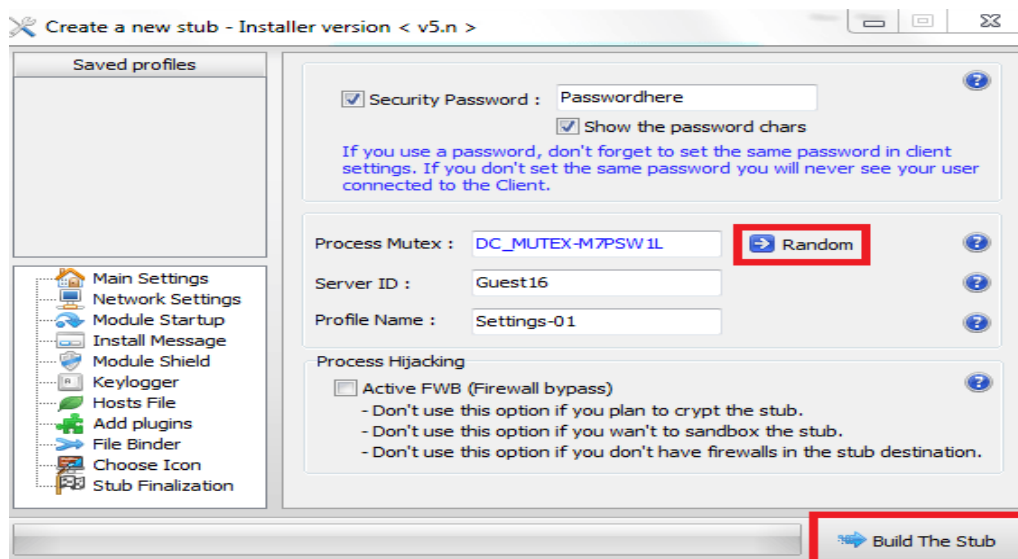 Create a new stub - Installer version < v5.n >
Saved profiles
Security Password : Passwordhere
Show the password chars
If you use a password, don't forget to set the same password in client
settings. If you don't set the same password you will never see your user
connected to the Client.
Process Mutex : DC_MUTEX-M7PSW1L Random
Server ID : Guest16
Profile Name : Settings-01
Process Hijacking
Active FWB (Firewall bypass)
- Don't use this option if you plan to crypt the stub.
- Don't use this option if you wan't to sandbox the stub.
- Don't use this option if you don't have firewalls in the stub destination.
Main Settings
Network Settings
Module Startup
Install Message
Module Shield
Keylogger
Hosts File
Add plugins
File Binder
Choose Icon
Stub Finalization
Build The Stub